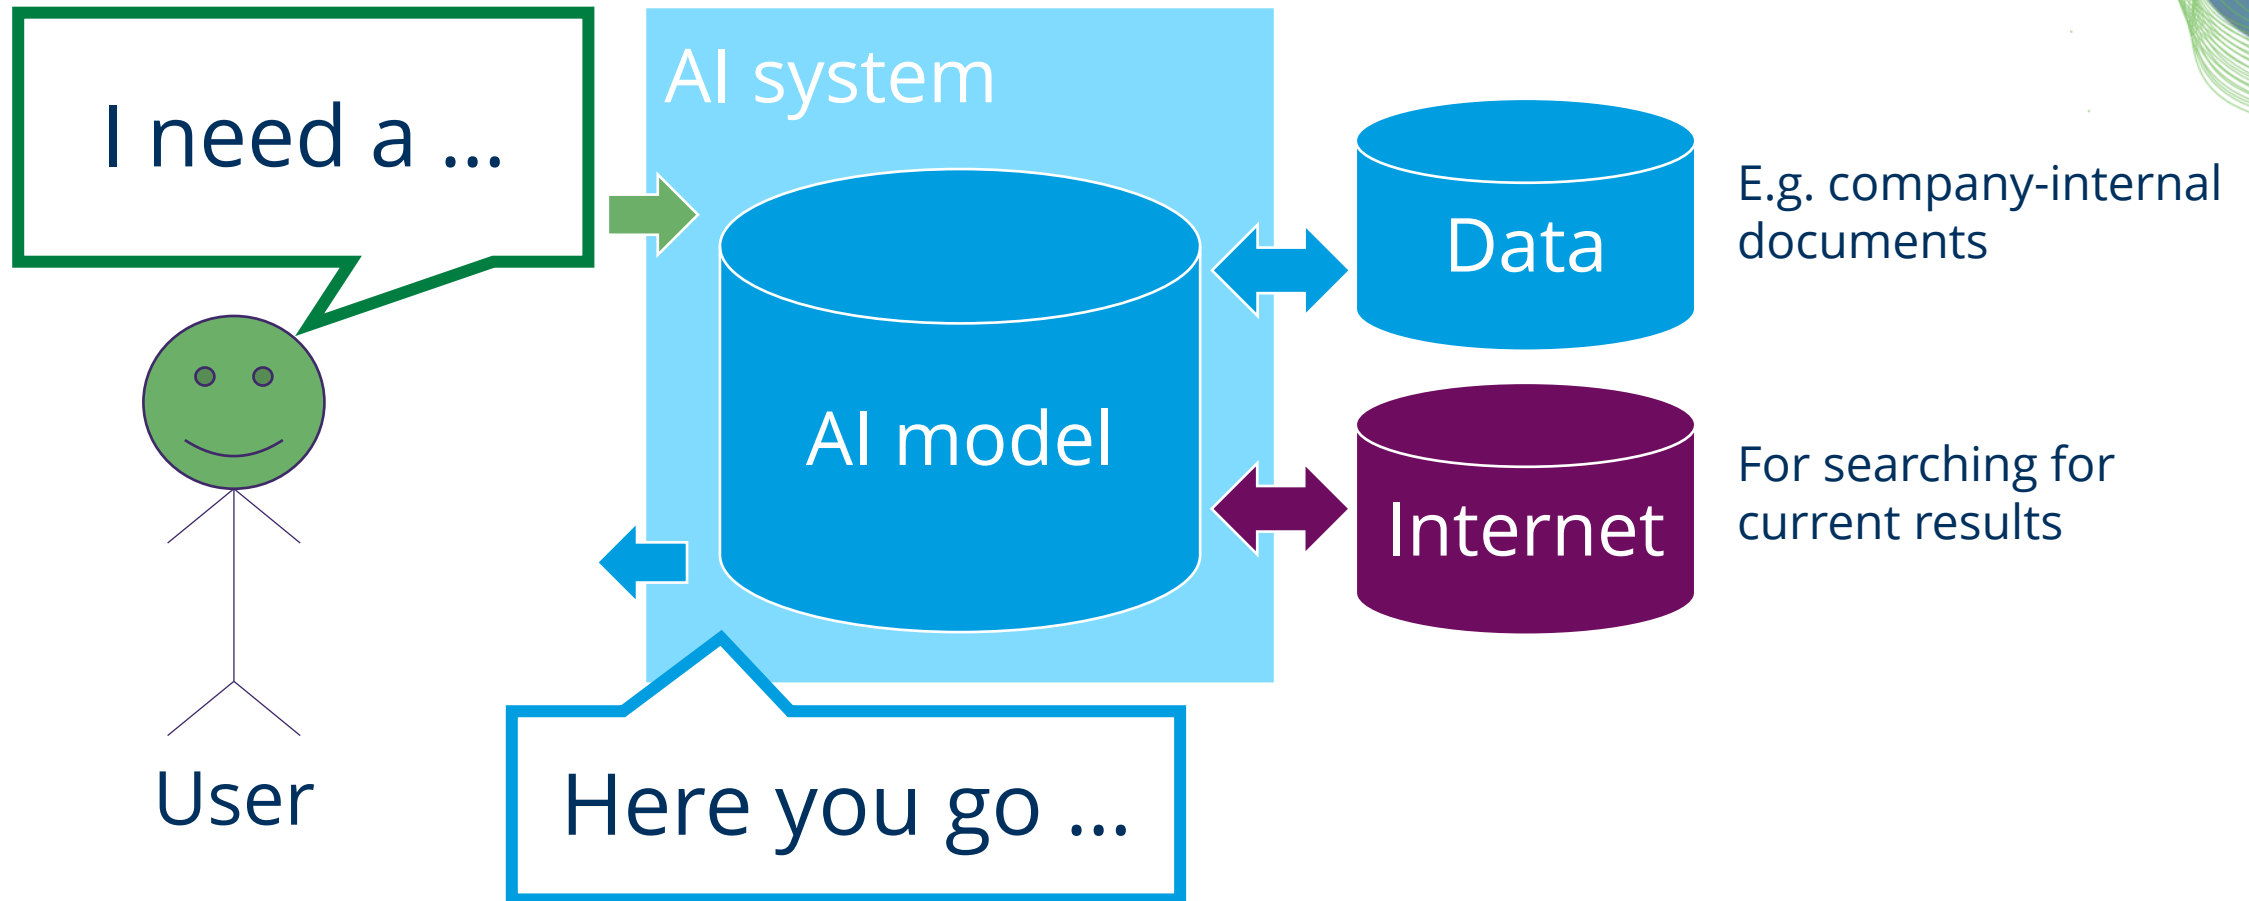 I need a ...
AI system
AI model
Data
E.g. company-internal
documents
Internet
For searching for
current results
User
Here you go ...